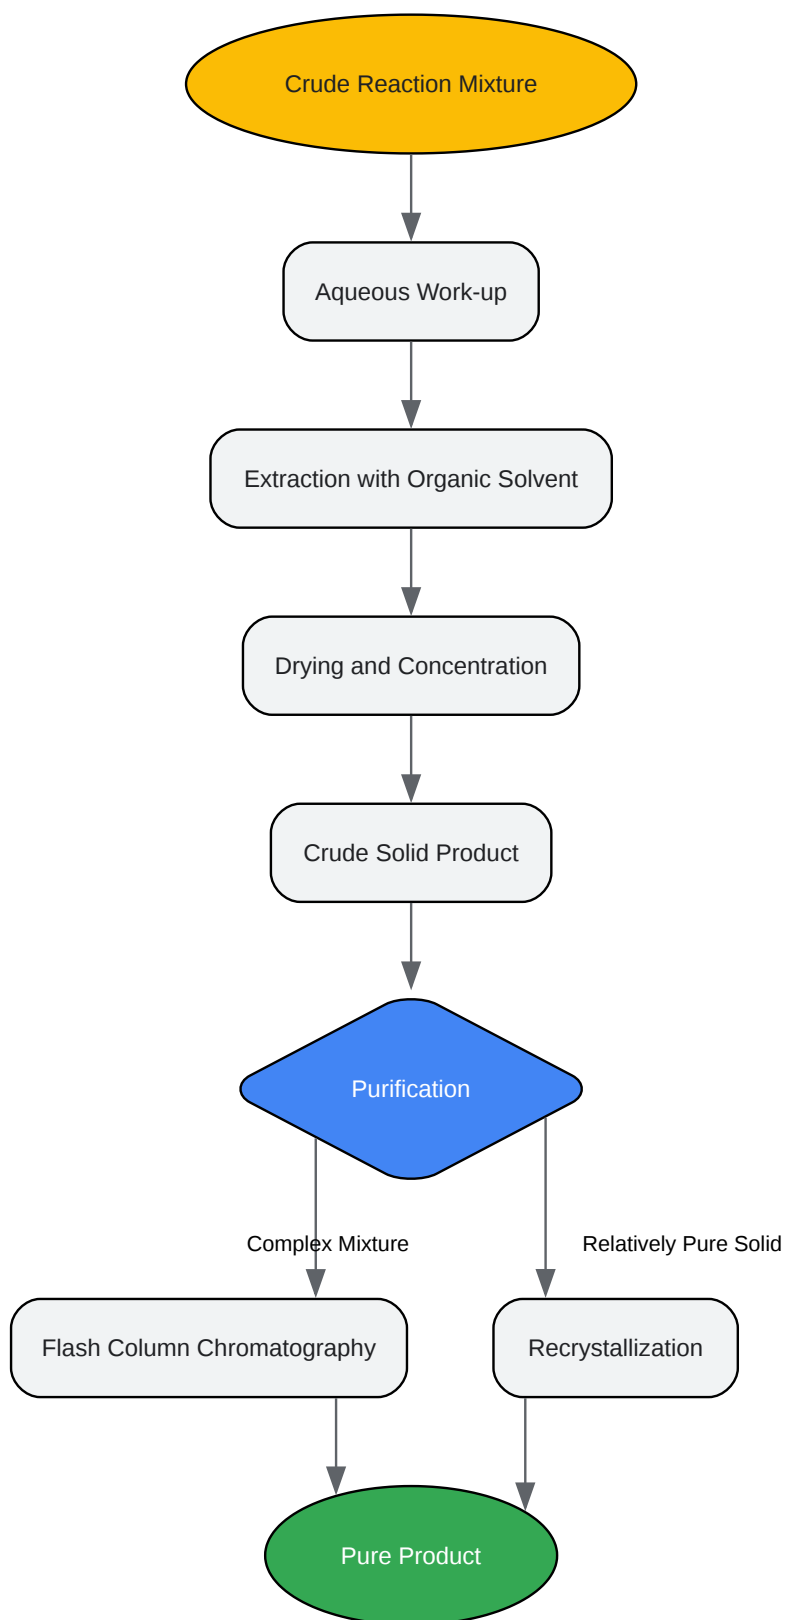 Crude Reaction Mixture
Aqueous Work-up
Extraction with Organic Solvent
Drying and Concentration
Crude Solid Product
Purification
Complex Mixture
Relatively Pure Solid
Flash Column Chromatography
Recrystallization
Pure Product